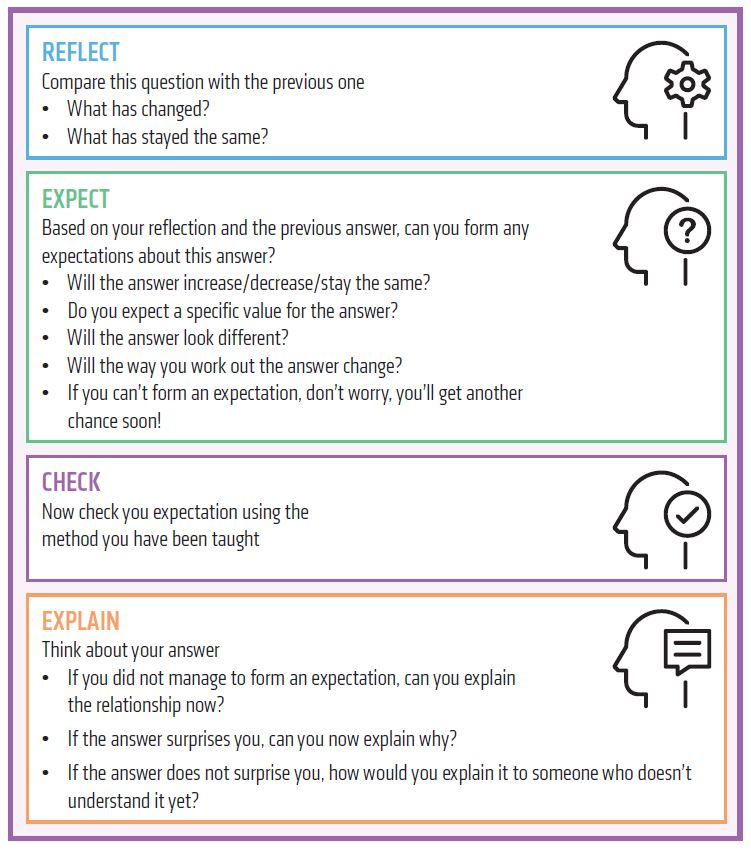 REFLECT
Compare this question with the previous one
• What has changed?
• What has stayed the same?
EXPECT
Based on your reflection and the previous answer, can you form any
expectations about this answer?
• Will the answer increase/decrease/stay the same?
• Do you expect a specific value for the answer?
• Will the answer look different?
• Will the way you work out the answer change?
• If you can't form an expectation, don't worry, you'll get another
chance soon!
CHECK
Now check you expectation using the
method you have been taught
EXPLAIN
Think about your answer
• If you did not manage to form an expectation, can you explain
the relationship now?
• If the answer surprises you, can you now explain why?
• If the answer does not surprise you, how would you explain it to someone who doesn't
understand it yet?